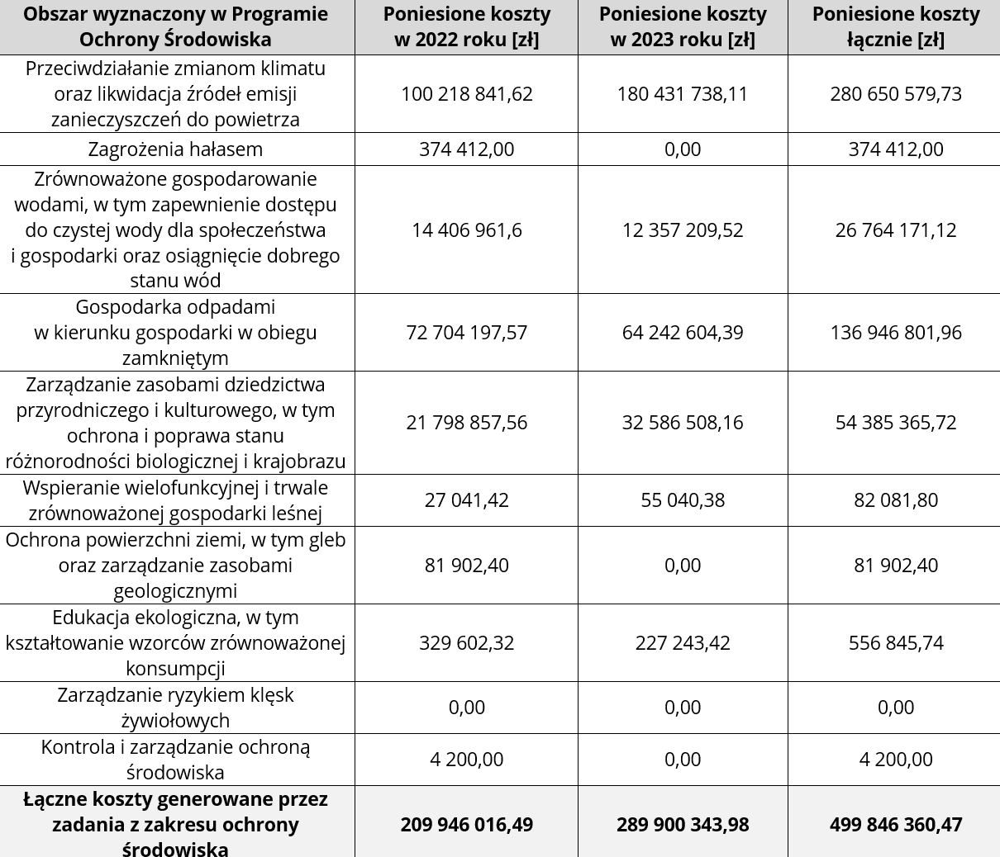 Obszar wyznaczony w Programie
Ochrony Środowiska
Poniesione koszty
w 2022 roku [zł]
Poniesione koszty
w 2023 roku [zł]
Poniesione koszty
łącznie [zł]
Przeciwdziałanie zmianom klimatu
oraz likwidacja źródeł emisji
zanieczyszczeń do powietrza
100 218 841,62
180 431 738,11
280 650 579,73
Zagrożenia hałasem
374 412,00
0,00
374 412,00
Zrównoważone gospodarowanie
wodami, w tym zapewnienie dostępu
do czystej wody dla społeczeństwa
i gospodarki oraz osiągnięcie dobrego
stanu wód
14 406 961,6
12 357 209,52
26 764 171,12
Gospodarka odpadami
w kierunku gospodarki w obiegu
zamkniętym
72 704 197,57
64 242 604,39
136 946 801,96
Zarządzanie zasobami dziedzictwa
przyrodniczego i kulturowego, w tym
ochrona i poprawa stanu
różnorodności biologicznej i krajobrazu
21 798 857,56
32 586 508,16
54 385 365,72
Wspieranie wielofunkcyjnej i trwale
zrównoważonej gospodarki leśnej
27 041,42
55 040,38
82 081,80
Ochrona powierzchni ziemi, w tym gleb
oraz zarządzanie zasobami
geologicznymi
81 902,40
0,00
81 902,40
Edukacja ekologiczna, w tym
kształtowanie wzorców zrównoważonej
konsumpcji
329 602,32
227 243,42
556 845,74
Zarządzanie ryzykiem klęsk
żywiołowych
0,00
0,00
0,00
Kontrola i zarządzanie ochroną
środowiska
4 200,00
0,00
4 200,00
Łączne koszty generowane przez
zadania z zakresu ochrony
środowiska
209 946 016,49
289 900 343,98
499 846 360,47